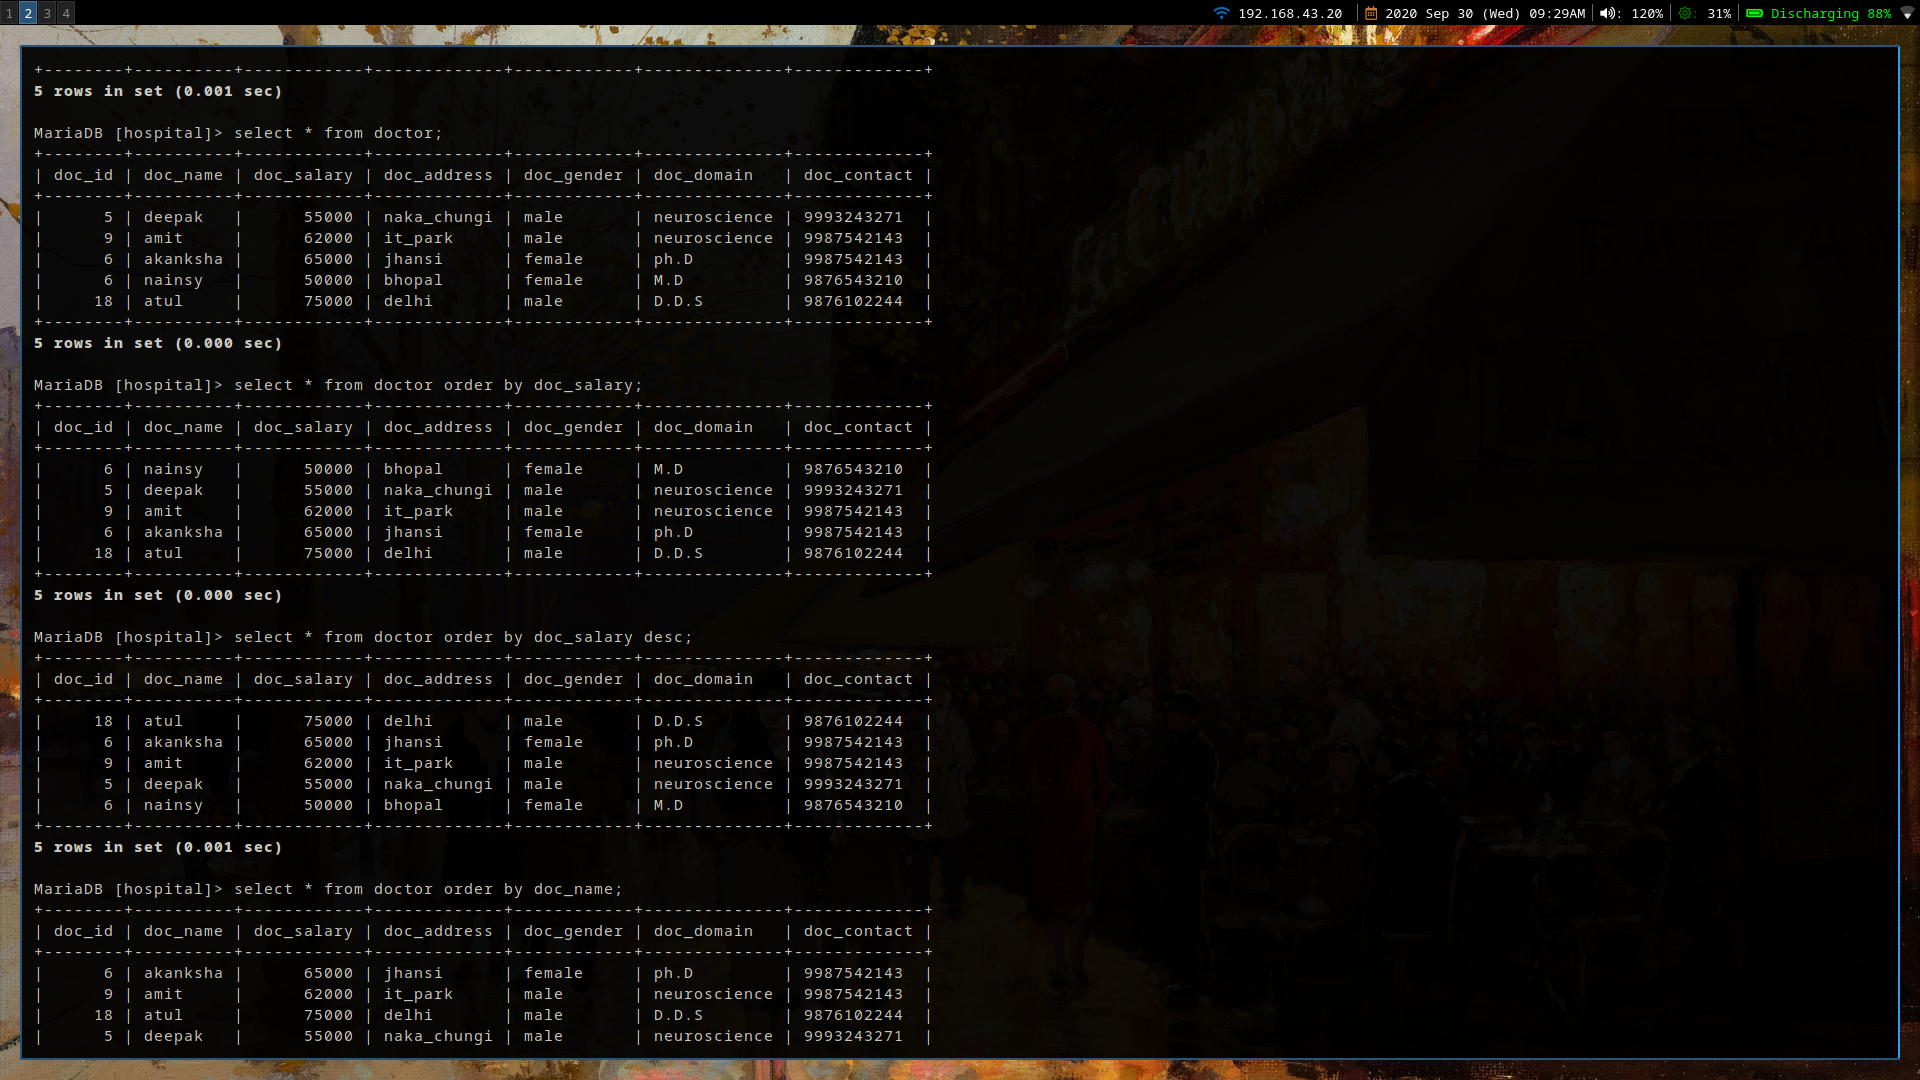 1 2 3 4 192.168.43.20 2020 Sep 30 (Wed) 09:29AM : 120% : 31% Discharging 88%
+--------+----------+------------+-------------+------------+--------------+-------------+
5 rows in set (0.001 sec)
MariaDB [hospital]> select * from doctor;
+--------+----------+------------+-------------+------------+--------------+-------------+
| doc_id | doc_name | doc_salary | doc_address | doc_gender | doc_domain   | doc_contact |
+--------+----------+------------+-------------+------------+--------------+-------------+
|      5 | deepak   |      55000 | naka_chungi | male       | neuroscience | 9993243271  |
|      9 | amit     |      62000 | it_park     | male       | neuroscience | 9987542143  |
|      6 | akanksha |      65000 | jhansi      | female     | ph.D         | 9987542143  |
|      6 | nainsy   |      50000 | bhopal      | female     | M.D          | 9876543210  |
|     18 | atul     |      75000 | delhi       | male       | D.D.S        | 9876102244  |
+--------+----------+------------+-------------+------------+--------------+-------------+
5 rows in set (0.000 sec)
MariaDB [hospital]> select * from doctor order by doc_salary;
+--------+----------+------------+-------------+------------+--------------+-------------+
| doc_id | doc_name | doc_salary | doc_address | doc_gender | doc_domain   | doc_contact |
+--------+----------+------------+-------------+------------+--------------+-------------+
|      6 | nainsy   |      50000 | bhopal      | female     | M.D          | 9876543210  |
|      5 | deepak   |      55000 | naka_chungi | male       | neuroscience | 9993243271  |
|      9 | amit     |      62000 | it_park     | male       | neuroscience | 9987542143  |
|      6 | akanksha |      65000 | jhansi      | female     | ph.D         | 9987542143  |
|     18 | atul     |      75000 | delhi       | male       | D.D.S        | 9876102244  |
+--------+----------+------------+-------------+------------+--------------+-------------+
5 rows in set (0.000 sec)
MariaDB [hospital]> select * from doctor order by doc_salary desc;
+--------+----------+------------+-------------+------------+--------------+-------------+
| doc_id | doc_name | doc_salary | doc_address | doc_gender | doc_domain   | doc_contact |
+--------+----------+------------+-------------+------------+--------------+-------------+
|     18 | atul     |      75000 | delhi       | male       | D.D.S        | 9876102244  |
|      6 | akanksha |      65000 | jhansi      | female     | ph.D         | 9987542143  |
|      9 | amit     |      62000 | it_park     | male       | neuroscience | 9987542143  |
|      5 | deepak   |      55000 | naka_chungi | male       | neuroscience | 9993243271  |
|      6 | nainsy   |      50000 | bhopal      | female     | M.D          | 9876543210  |
+--------+----------+------------+-------------+------------+--------------+-------------+
5 rows in set (0.001 sec)
MariaDB [hospital]> select * from doctor order by doc_name;
+--------+----------+------------+-------------+------------+--------------+-------------+
| doc_id | doc_name | doc_salary | doc_address | doc_gender | doc_domain   | doc_contact |
+--------+----------+------------+-------------+------------+--------------+-------------+
|      6 | akanksha |      65000 | jhansi      | female     | ph.D         | 9987542143  |
|      9 | amit     |      62000 | it_park     | male       | neuroscience | 9987542143  |
|     18 | atul     |      75000 | delhi       | male       | D.D.S        | 9876102244  |
|      5 | deepak   |      55000 | naka_chungi | male       | neuroscience | 9993243271  |